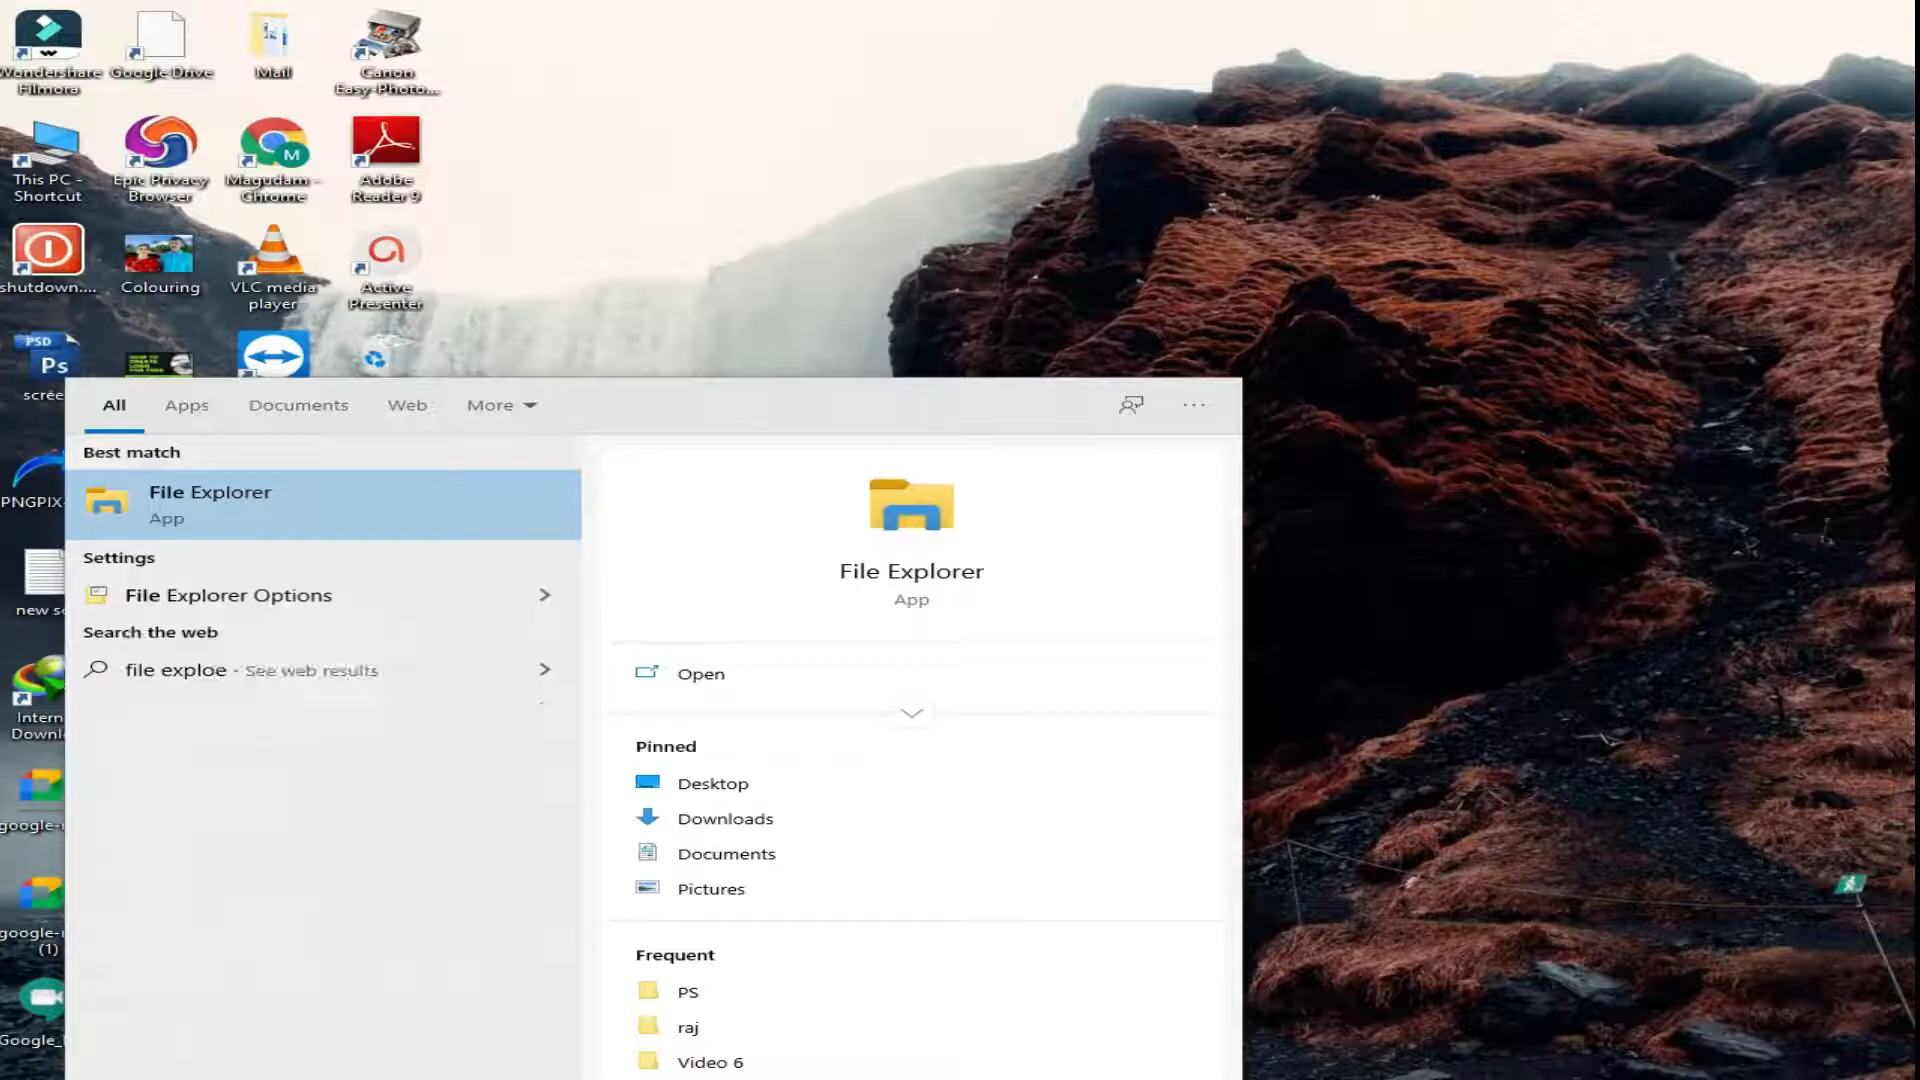 Wondershare
Filmora
Google Drive
Mail
Canon
Easy-Photo...
This PC -
Shortcut
Epic Privacy
Browser
Magudam -
Chrome
Adobe
Reader 9
shutdown....
Colouring
VLC media
player
Active
Presenter
PSD
Ps
scree
PNGPIX-
new sc
Intern
Downl
google-
google-
(1)
Google_
M
All
Apps
Documents
Web
More
Best match
File Explorer
App
Settings
File Explorer Options
Search the web
file exploe - See web results
File Explorer
App
Open
Pinned
Desktop
Downloads
Documents
Pictures
Frequent
PS
raj
Video 6